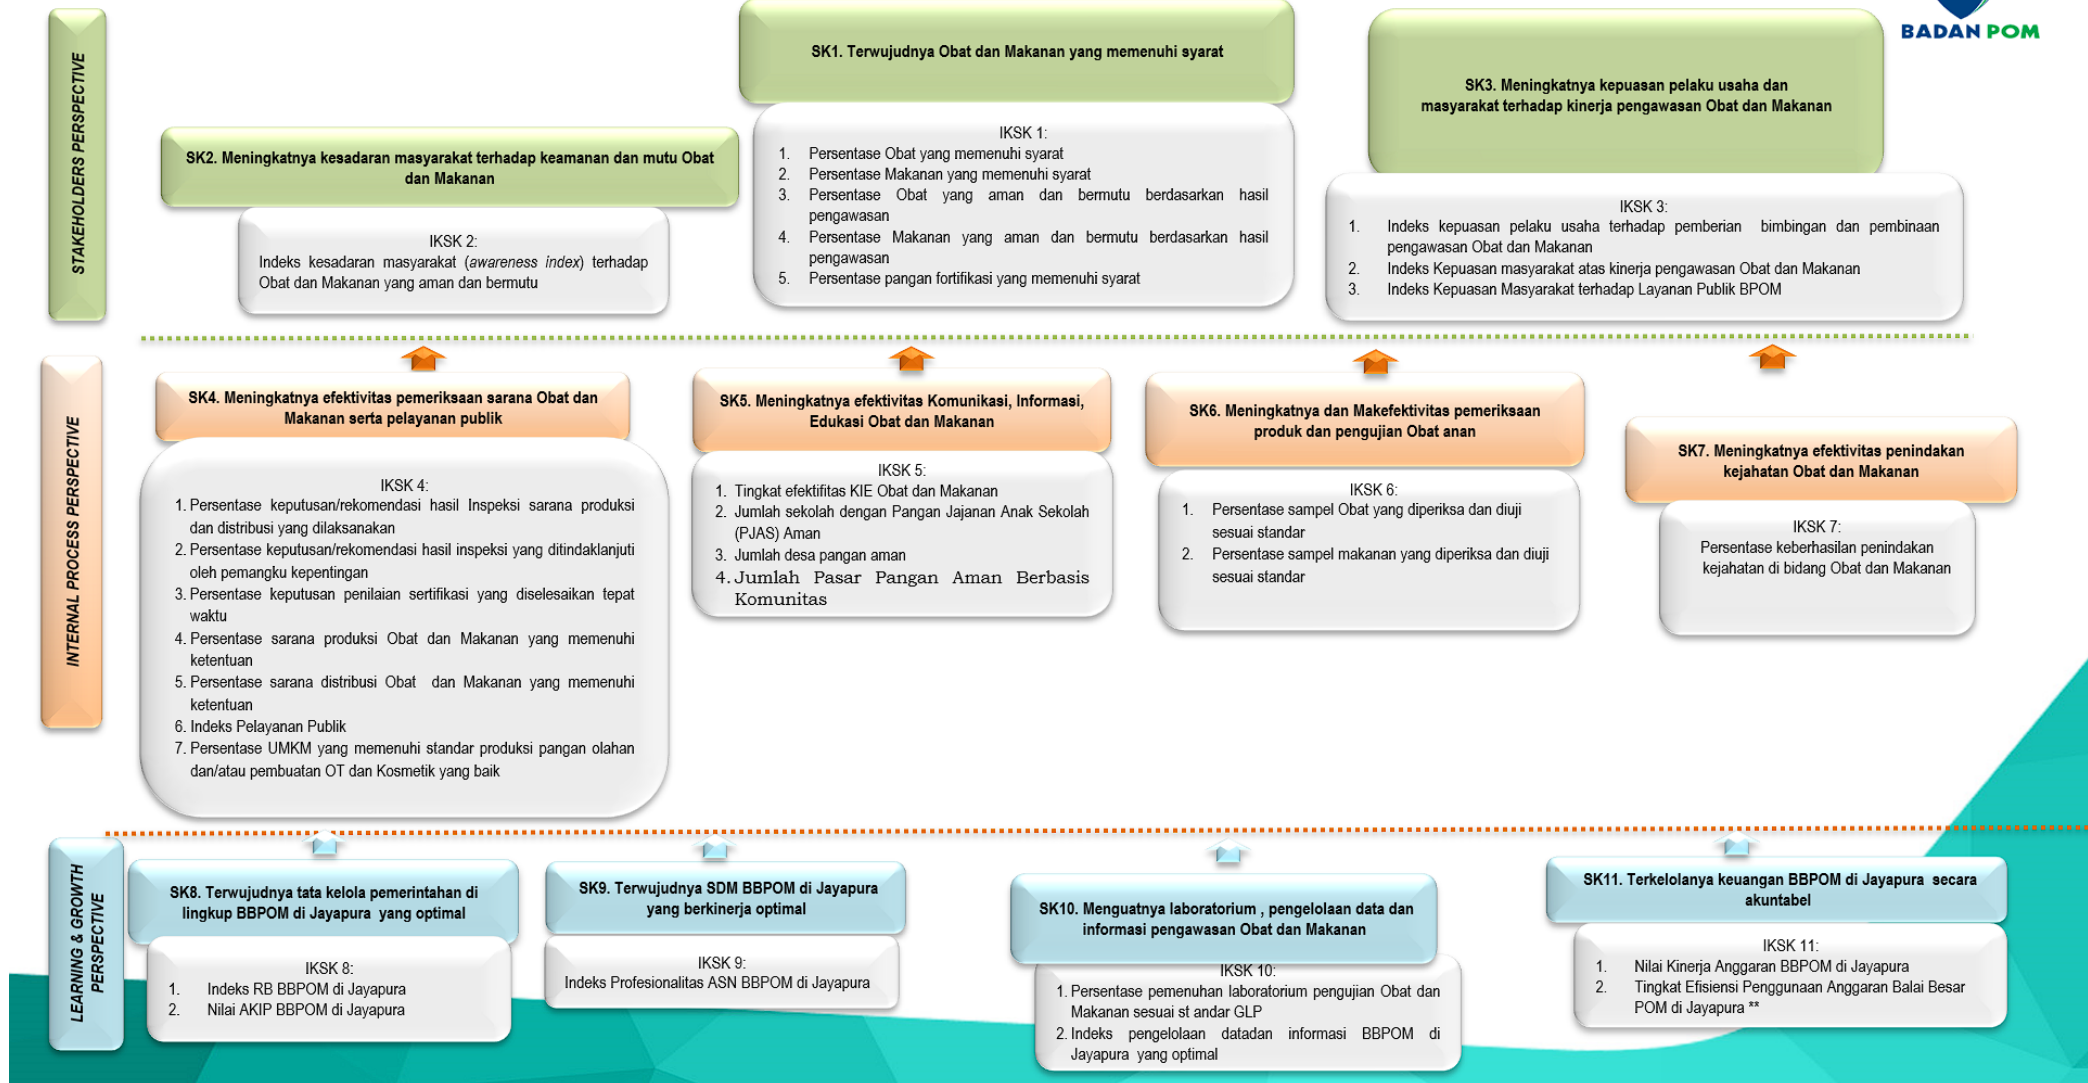 BADAN POM
STAKEHOLDERS PERSPECTIVE
SK1. Terwujudnya Obat dan Makanan yang memenuhi syarat
IKSK 1:
1. Persentase Obat yang memenuhi syarat
2. Persentase Makanan yang memenuhi syarat
3. Persentase Obat yang aman dan bermutu berdasarkan hasil
pengawasan
4. Persentase Makanan yang aman dan bermutu berdasarkan hasil
pengawasan
5. Persentase pangan fortifikasi yang memenuhi syarat
SK2. Meningkatnya kesadaran masyarakat terhadap keamanan dan mutu Obat
dan Makanan
IKSK 2:
Indeks kesadaran masyarakat (awareness index) terhadap
Obat dan Makanan yang aman dan bermutu
SK3. Meningkatnya kepuasan pelaku usaha dan
masyarakat terhadap kinerja pengawasan Obat dan Makanan
IKSK 3:
1. Indeks kepuasan pelaku usaha terhadap pemberian bimbingan dan pembinaan
pengawasan Obat dan Makanan
2. Indeks Kepuasan masyarakat atas kinerja pengawasan Obat dan Makanan
3. Indeks Kepuasan Masyarakat terhadap Layanan Publik BPOM
INTERNAL PROCESS PERSPECTIVE
SK4. Meningkatnya efektivitas pemeriksaan sarana Obat dan
Makanan serta pelayanan publik
IKSK 4:
1. Persentase keputusan/rekomendasi hasil Inspeksi sarana produksi
dan distribusi yang dilaksanakan
2. Persentase keputusan/rekomendasi hasil inspeksi yang ditindaklanjuti
oleh pemangku kepentingan
3. Persentase keputusan penilaian sertifikasi yang diselesaikan tepat
waktu
4. Persentase sarana produksi Obat dan Makanan yang memenuhi
ketentuan
5. Persentase sarana distribusi Obat dan Makanan yang memenuhi
ketentuan
6. Indeks Pelayanan Publik
7. Persentase UMKM yang memenuhi standar produksi pangan olahan
dan/atau pembuatan OT dan Kosmetik yang baik
SK5. Meningkatnya efektivitas Komunikasi, Informasi,
Edukasi Obat dan Makanan
IKSK 5:
1. Tingkat efektifitas KIE Obat dan Makanan
2. Jumlah sekolah dengan Pangan Jajanan Anak Sekolah
(PJAS) Aman
3. Jumlah desa pangan aman
4. Jumlah Pasar Pangan Aman Berbasis
Komunitas
SK6. Meningkatnya dan Makefektivitas pemeriksaan
produk dan pengujian Obat anan
IKSK 6:
1. Persentase sampel Obat yang diperiksa dan diuji
sesuai standar
2. Persentase sampel makanan yang diperiksa dan diuji
sesuai standar
SK7. Meningkatnya efektivitas penindakan
kejahatan Obat dan Makanan
IKSK 7:
Persentase keberhasilan penindakan
kejahatan di bidang Obat dan Makanan
LEARNING & GROWTH
PERSPECTIVE
SK8. Terwujudnya tata kelola pemerintahan di
lingkup BBPOM di Jayapura yang optimal
IKSK 8:
1. Indeks RB BBPOM di Jayapura
2. Nilai AKIP BBPOM di Jayapura
SK9. Terwujudnya SDM BBPOM di Jayapura
yang berkinerja optimal
IKSK 9:
Indeks Profesionalitas ASN BBPOM di Jayapura
SK10. Menguatnya laboratorium , pengelolaan data dan
informasi pengawasan Obat dan Makanan
IKSK 10:
1. Persentase pemenuhan laboratorium pengujian Obat dan
Makanan sesuai st andar GLP
2. Indeks pengelolaan datadan informasi BBPOM di
Jayapura yang optimal
SK11. Terkelolanya keuangan BBPOM di Jayapura secara
akuntabel
IKSK 11:
1. Nilai Kinerja Anggaran BBPOM di Jayapura
2. Tingkat Efisiensi Penggunaan Anggaran Balai Besar
POM di Jayapura **